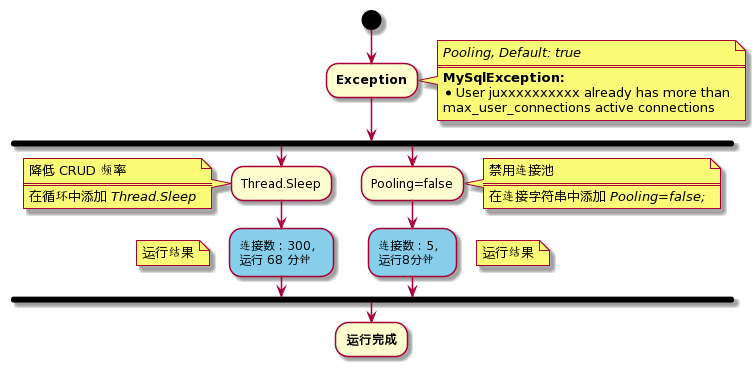 Pooling, Default: true
Exception
MySqlException:
• User juxxxxxxxxxx already has more than
max_user_connections active connections
降低 CRUD 频率
在循环中添加 Thread.Sleep
Thread.Sleep
Pooling=false
禁用连接池
在连接字符串中添加 Pooling=false;
运行结果
连接数：300,
运行 68 分钟
连接数：5,
运行8分钟
运行结果
运行完成